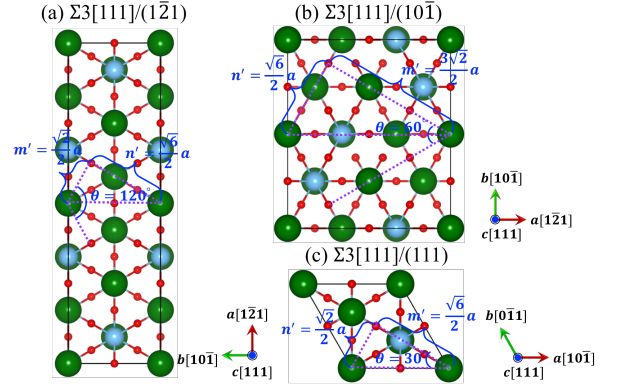 (a) Σ3[111]/(12̄1)
m′ = √2/2 a
n′ = √6/2 a
θ = 120°
a[12̄1]
b[101̄]
c[111]
(b) Σ3[111]/(101̄)
n′ = √6/2 a
m′ = 3√2/2 a
θ = 60°
b[101̄]
a[12̄1]
c[111]
(c) Σ3[111]/(111)
n′ = √2/2 a
m′ = √6/2 a
θ = 30°
b[01̄1]
a[101̄]
c[111]